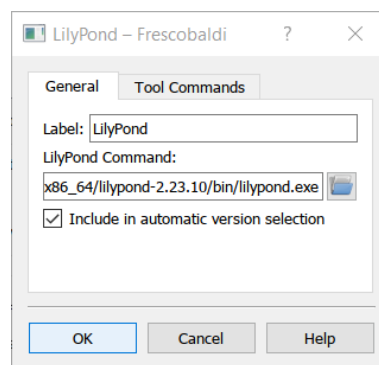 LilyPond – Frescobaldi ? ×
General Tool Commands
Label: LilyPond
LilyPond Command:
x86_64/lilypond-2.23.10/bin/lilypond.exe
Include in automatic version selection
OK Cancel Help